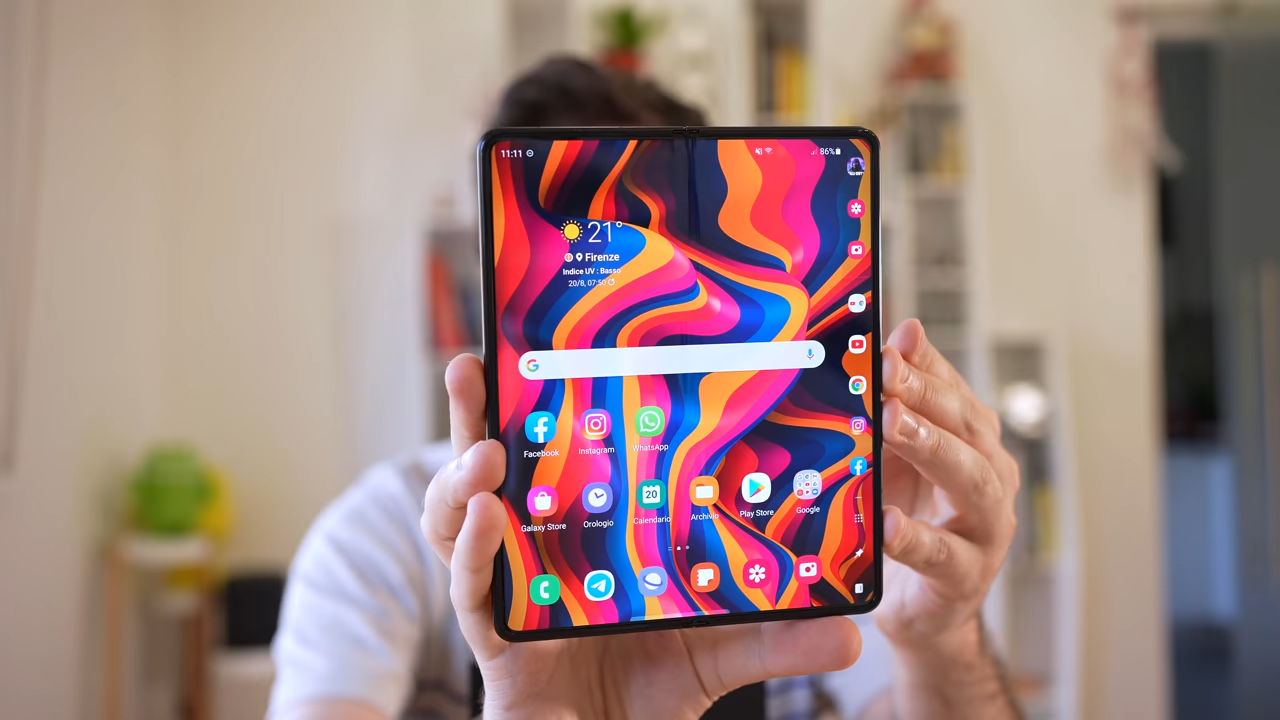 11:11
86%
21°
Firenze
Indice UV : Basso
20/8, 07:50
G
Facebook
Instagram
WhatsApp
Galaxy Store
Orologio
20
Calendario
Archivio
Play Store
Google